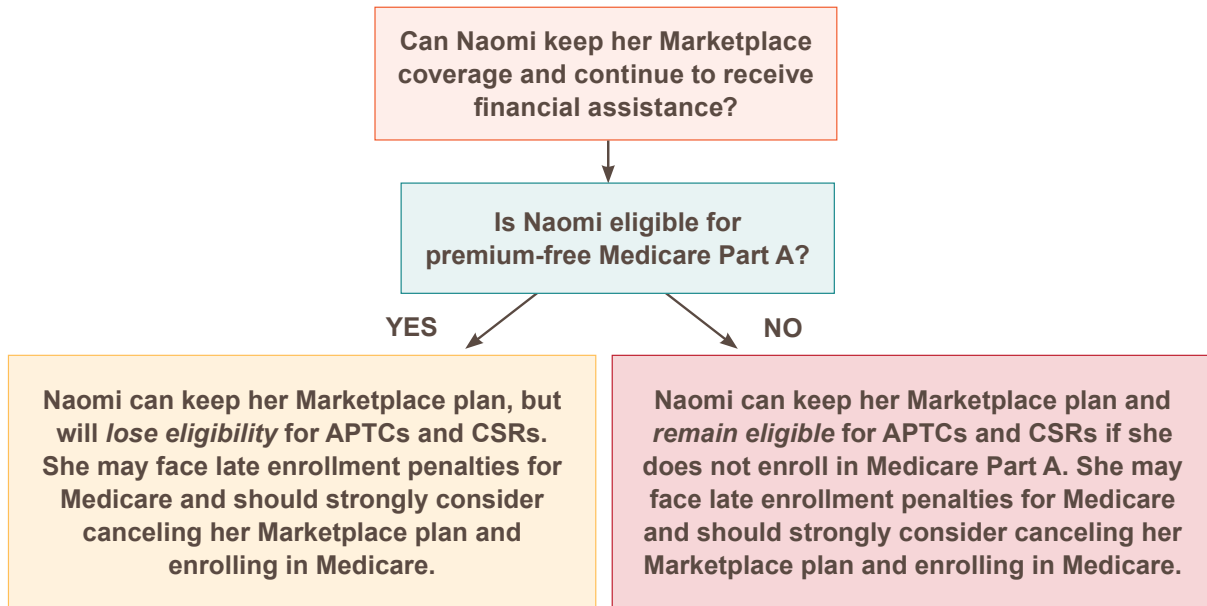 Can Naomi keep her Marketplace
coverage and continue to receive
financial assistance?
Is Naomi eligible for
premium-free Medicare Part A?
YES
NO
Naomi can keep her Marketplace plan, but
will lose eligibility for APTCs and CSRs.
She may face late enrollment penalties for
Medicare and should strongly consider
canceling her Marketplace plan and
enrolling in Medicare.
Naomi can keep her Marketplace plan and
remain eligible for APTCs and CSRs if she
does not enroll in Medicare Part A. She may
face late enrollment penalties for Medicare
and should strongly consider canceling her
Marketplace plan and enrolling in Medicare.